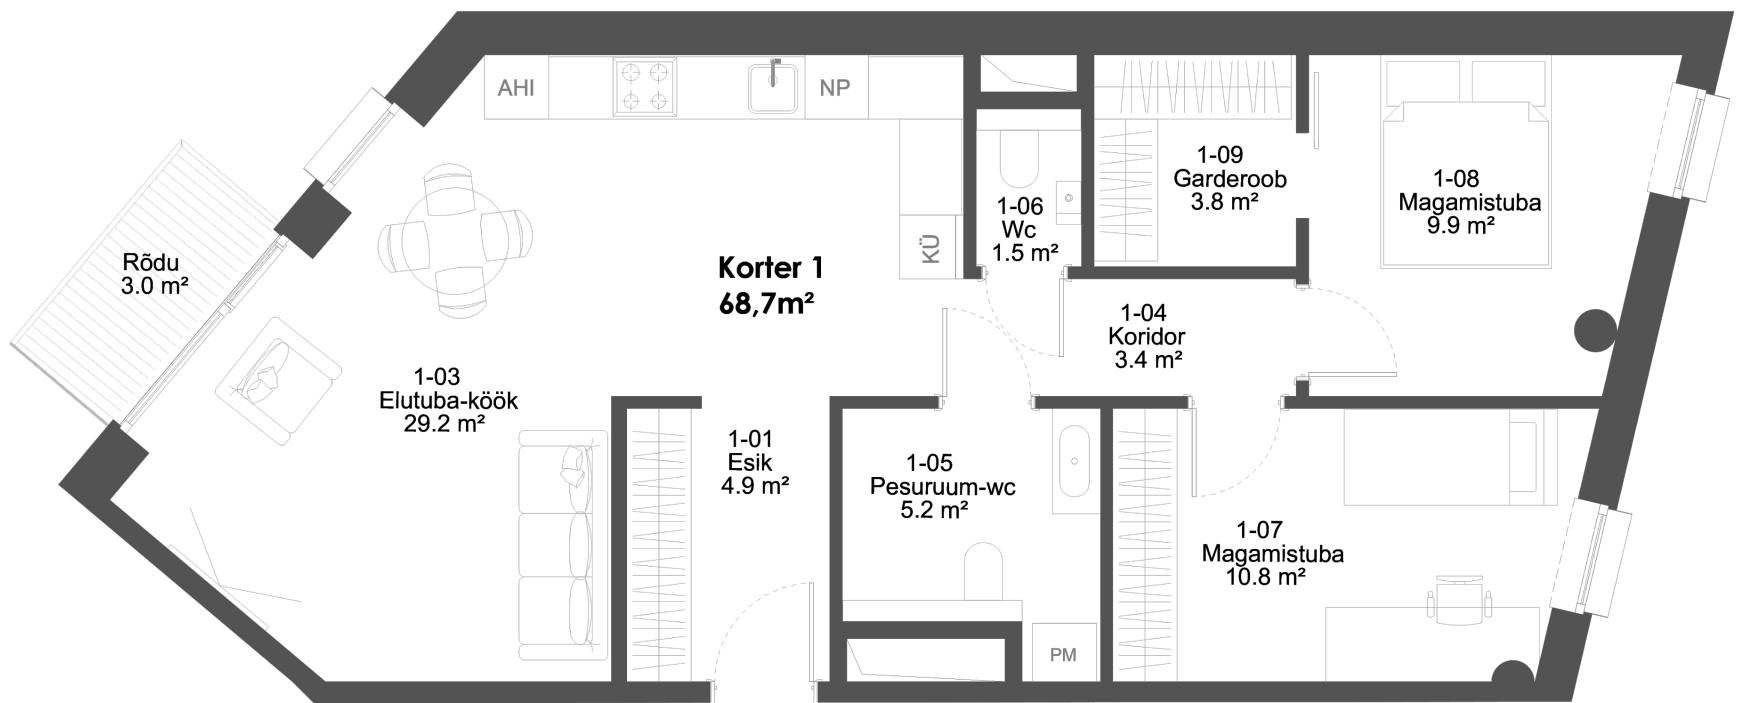 AHI
NP
KÜ
Rõdu
3.0 m²
Korter 1
68,7m²
1-03
Elutuba-köök
29.2 m²
1-01
Esik
4.9 m²
1-06
Wc
1.5 m²
1-09
Garderoob
3.8 m²
1-08
Magamistuba
9.9 m²
1-04
Koridor
3.4 m²
1-05
Pesuruum-wc
5.2 m²
PM
1-07
Magamistuba
10.8 m²